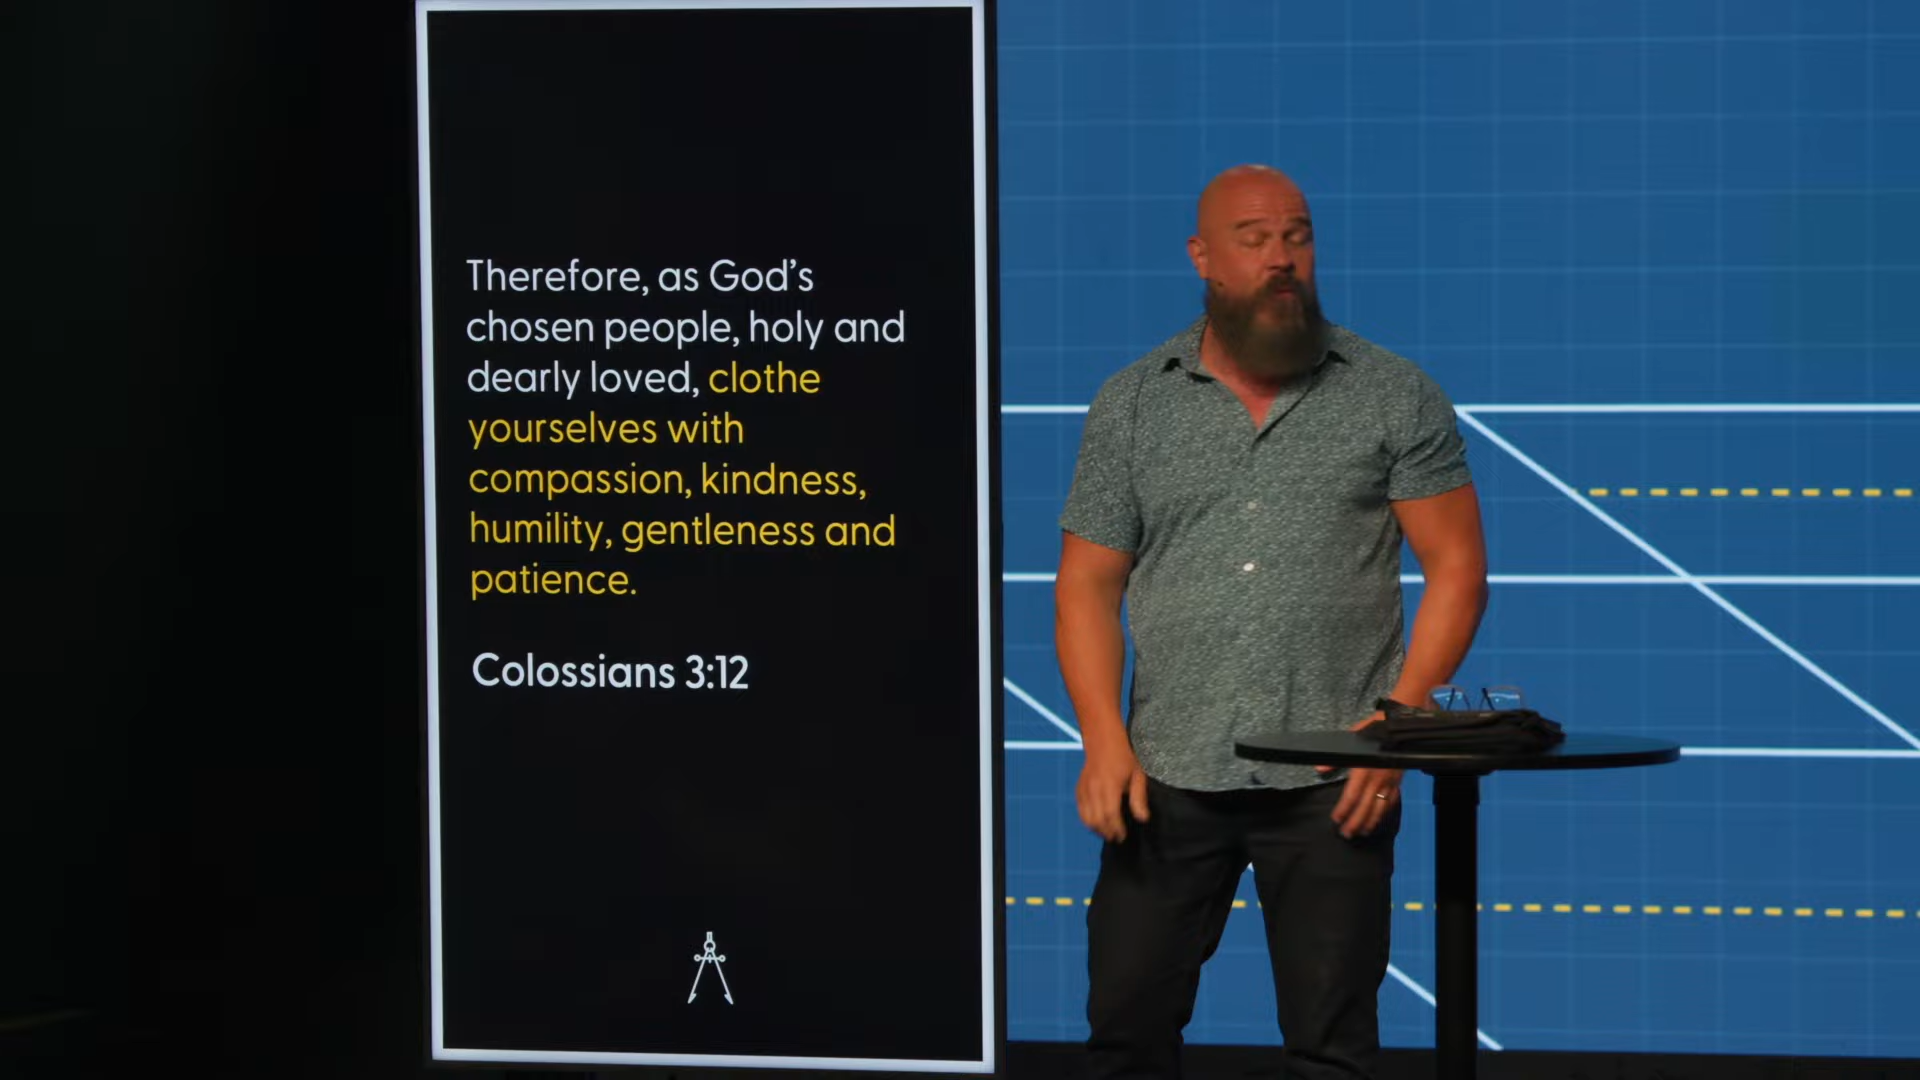 Therefore, as God’s
chosen people, holy and
dearly loved, clothe
yourselves with
compassion, kindness,
humility, gentleness and
patience.
Colossians 3:12